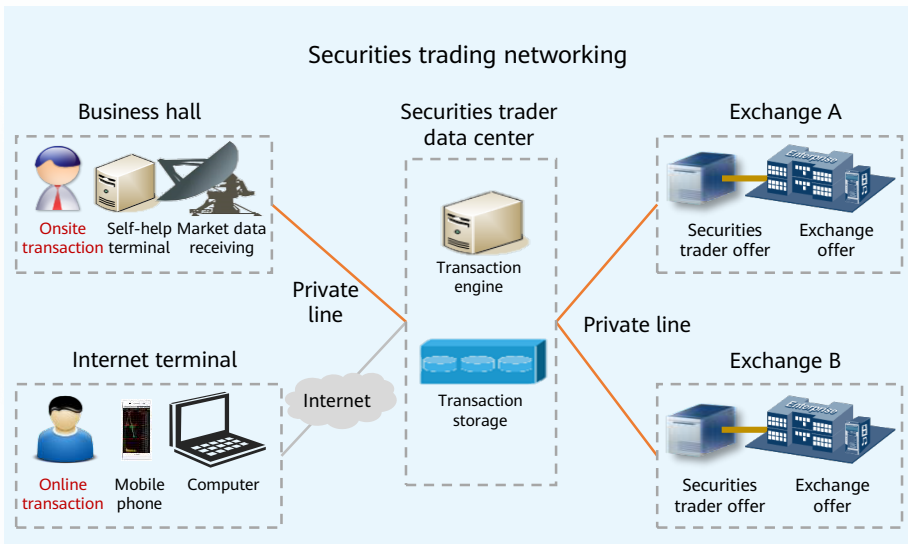 Securities trading networking
Business hall
Onsite
transaction
Self-help
terminal
Market data
receiving
Private
line
Internet terminal
Online
transaction
Mobile
phone
Computer
Internet
Securities trader
data center
Transaction
engine
Transaction
storage
Private line
Exchange A
Enterprise
Securities
trader offer
Exchange
offer
Exchange B
Enterprise
Securities
trader offer
Exchange
offer